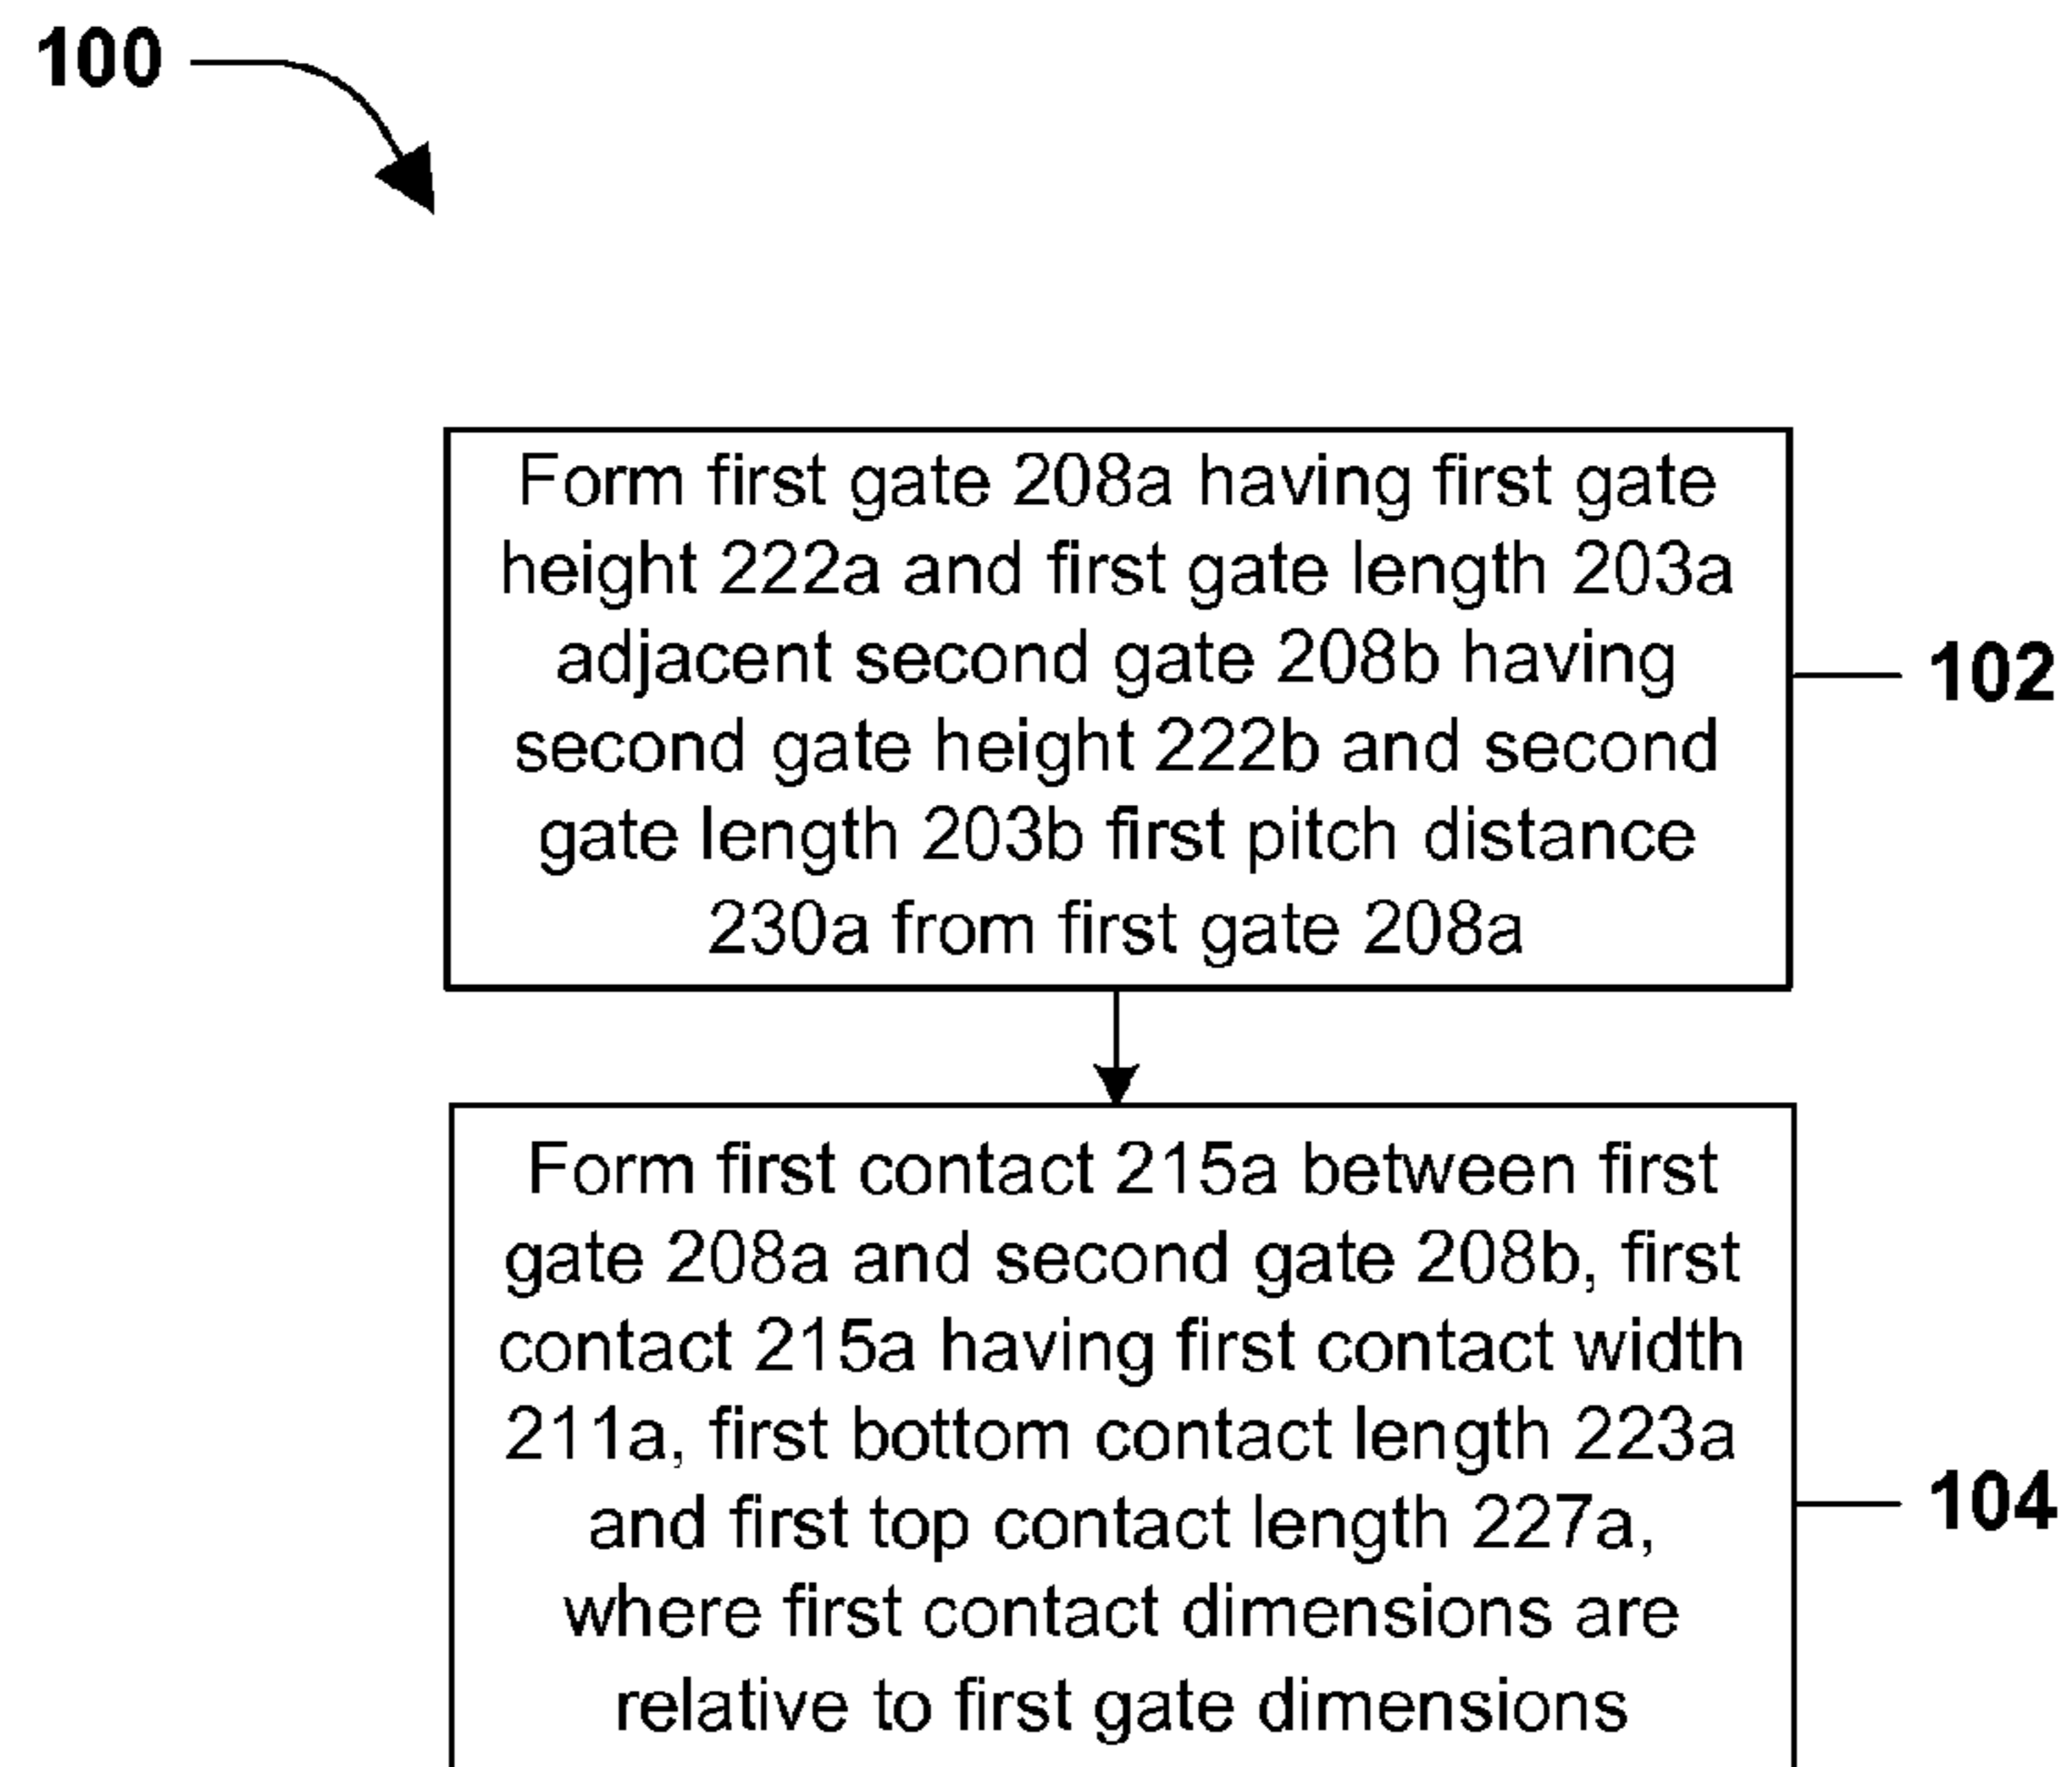 100
Form first gate 208a having first gate
height 222a and first gate length 203a
adjacent second gate 208b having
second gate height 222b and second
gate length 203b first pitch distance
230a from first gate 208a
102
Form first contact 215a between first
gate 208a and second gate 208b, first
contact 215a having first contact width
211a, first bottom contact length 223a
and first top contact length 227a,
where first contact dimensions are
relative to first gate dimensions
104